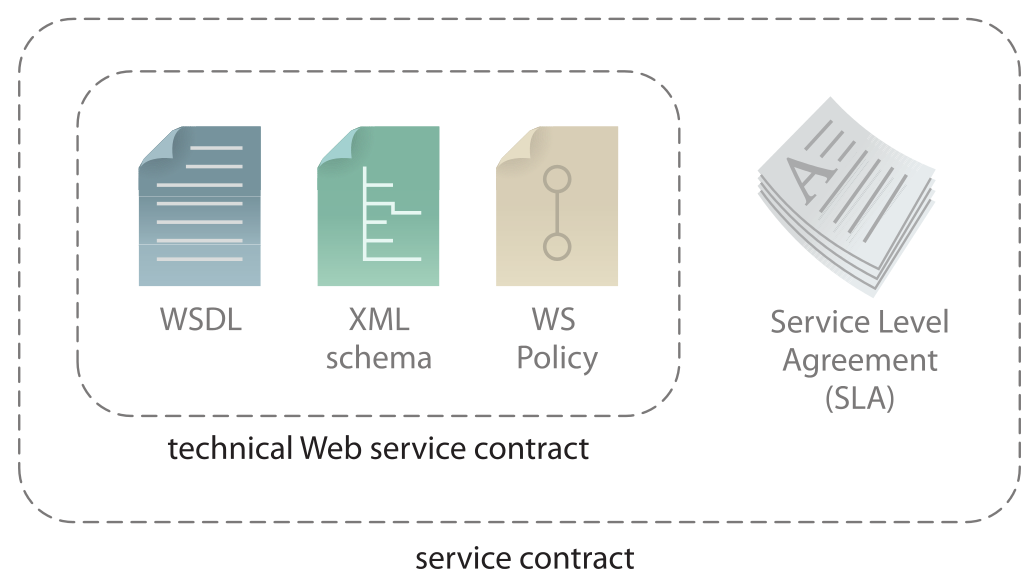 WSDL
XML
schema
WS
Policy
Service Level
Agreement
(SLA)
A
technical Web service contract
service contract